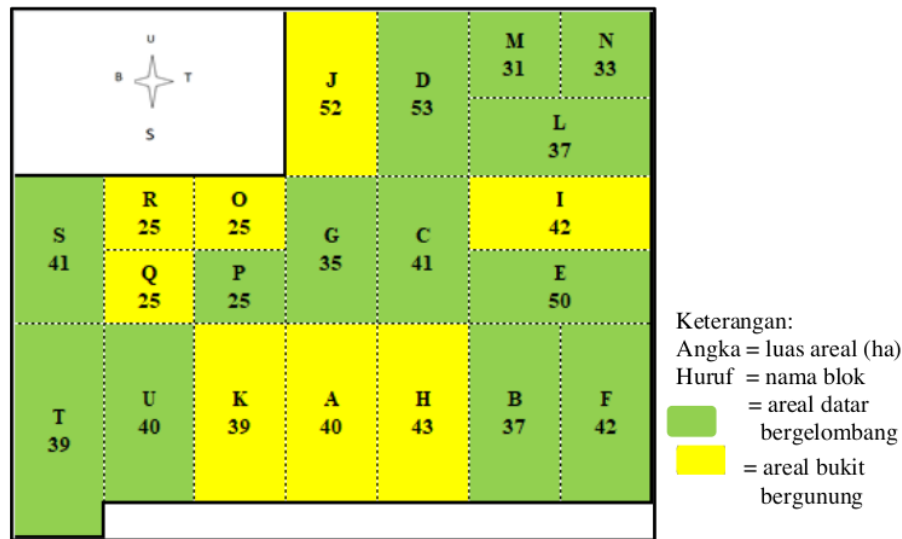 U
B T
S
J
52
D
53
M
31
N
33
L
37
S
41
R
25
O
25
G
35
C
41
I
42
Q
25
P
25
E
50
T
39
U
40
K
39
A
40
H
43
B
37
F
42
Keterangan:
Angka = luas areal (ha)
Huruf = nama blok
= areal datar
bergelombang
= areal bukit
bergunung